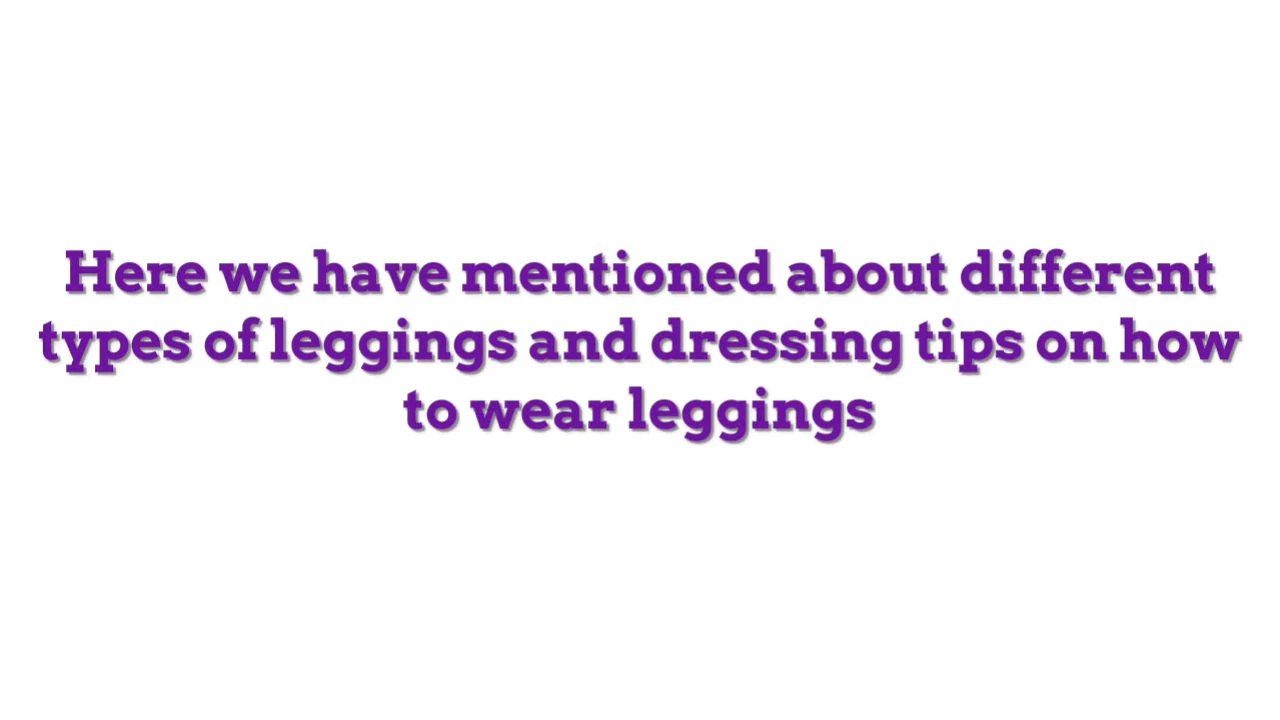 Here we have mentioned about different
types of leggings and dressing tips on how
to wear leggings